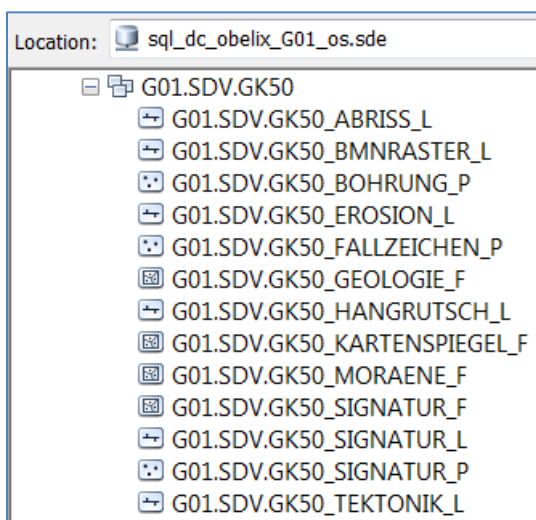 Location: sql_dc_obelix_G01_os.sde
G01.SDV.GK50
G01.SDV.GK50_ABRISS_L
G01.SDV.GK50_BMNRASTER_L
G01.SDV.GK50_BOHRUNG_P
G01.SDV.GK50_EROSION_L
G01.SDV.GK50_FALLZEICHEN_P
G01.SDV.GK50_GEOLOGIE_F
G01.SDV.GK50_HANGRUTSCH_L
G01.SDV.GK50_KARTENSPIEGEL_F
G01.SDV.GK50_MORAENE_F
G01.SDV.GK50_SIGNATUR_F
G01.SDV.GK50_SIGNATUR_L
G01.SDV.GK50_SIGNATUR_P
G01.SDV.GK50_TEKTONIK_L